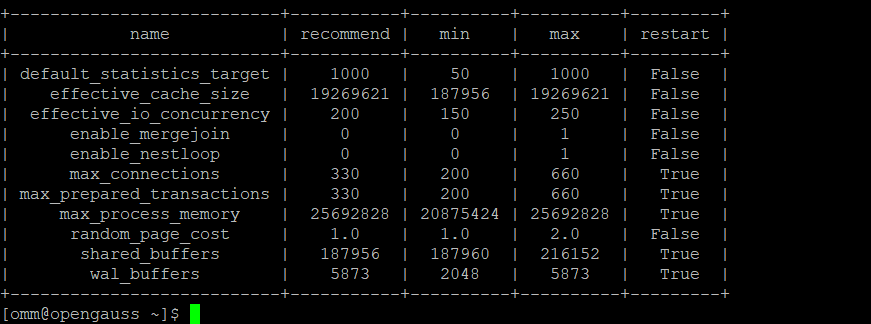 +---------------------------+-----------+----------+----------+---------+
|            name           | recommend |   min    |   max    | restart |
+---------------------------+-----------+----------+----------+---------+
| default_statistics_target |    1000   |    50    |   1000   |  False  |
|    effective_cache_size   |  19269621 |  187956  | 19269621 |  False  |
|  effective_io_concurrency |    200    |   150    |   250    |  False  |
|      enable_mergejoin     |     0     |    0     |    1     |  False  |
|      enable_nestloop      |     0     |    0     |    1     |  False  |
|      max_connections      |    330    |   200    |   660    |   True  |
| max_prepared_transactions |    330    |   200    |   660    |   True  |
|     max_process_memory    |  25692828 | 20875424 | 25692828 |   True  |
|      random_page_cost     |    1.0    |   1.0    |   2.0    |  False  |
|       shared_buffers      |   187956  |  187960  |  216152  |   True  |
|        wal_buffers        |    5873   |   2048   |   5873   |   True  |
+---------------------------+-----------+----------+----------+---------+
[omm@opengauss ~]$